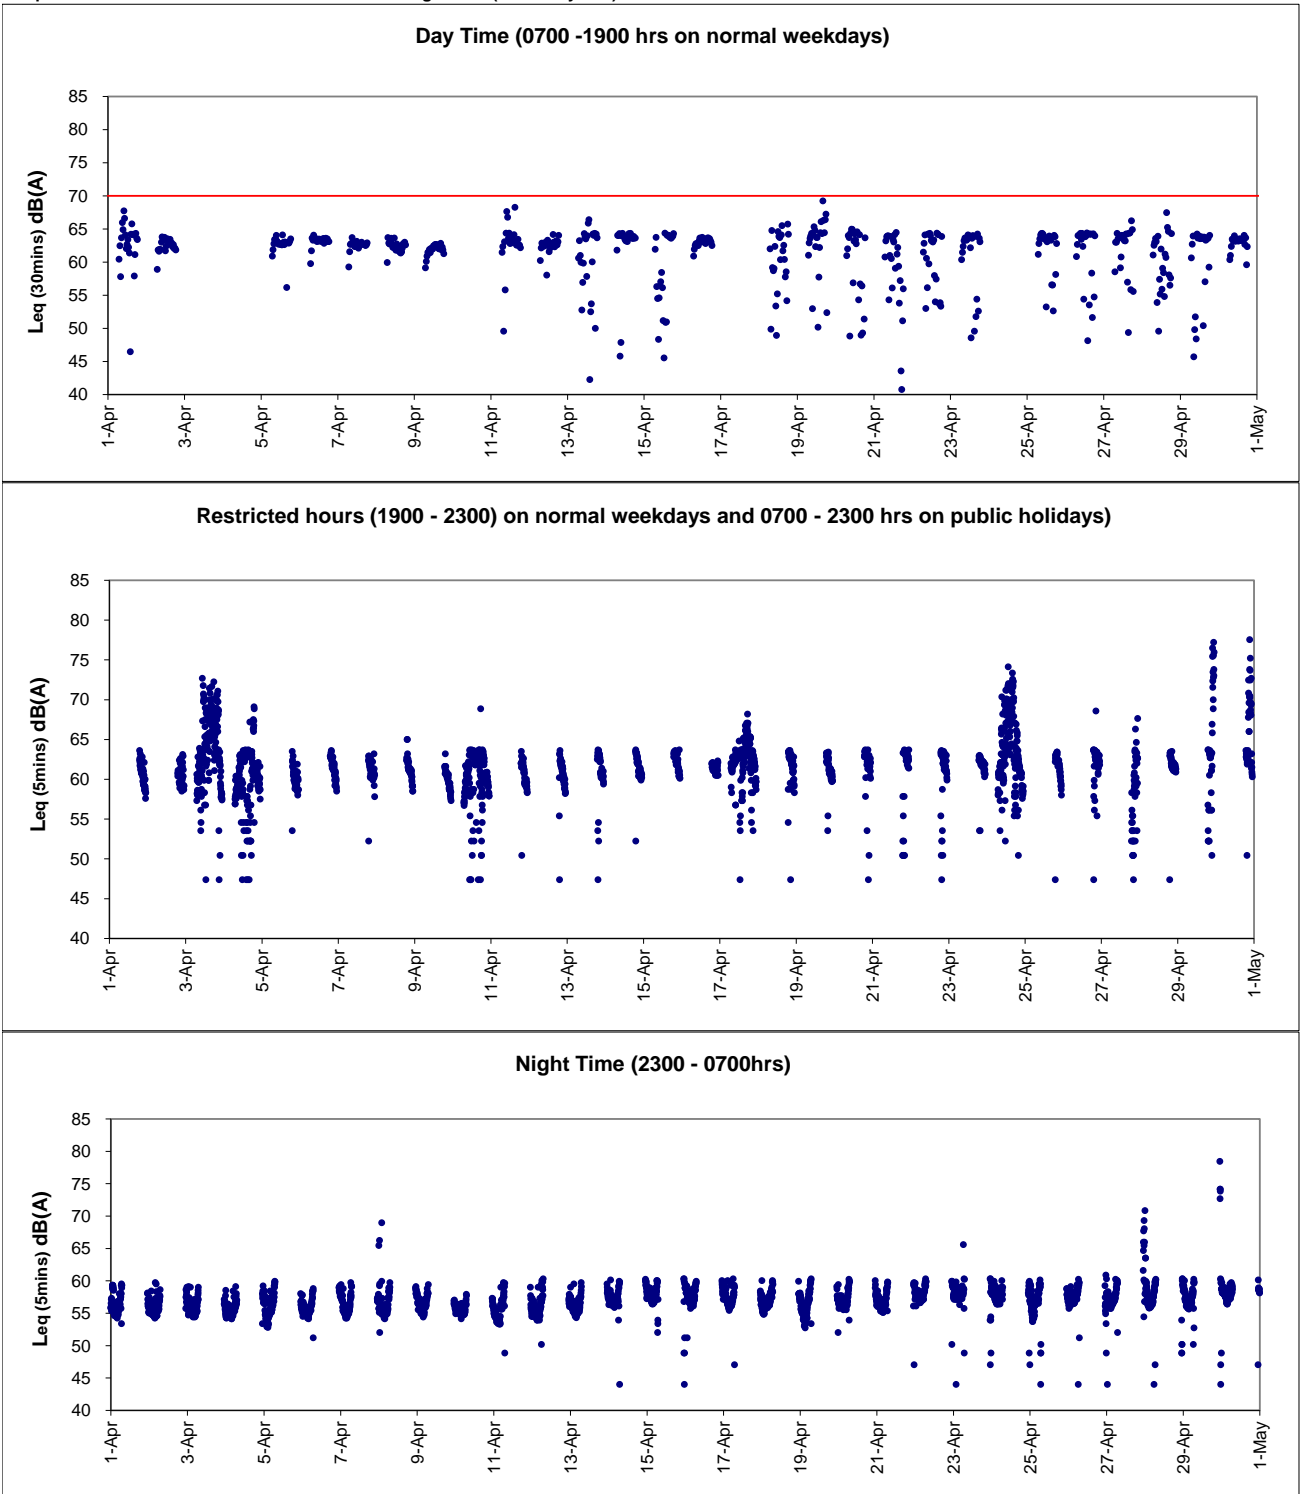 Day Time (0700 -1900 hrs on normal weekdays)
Leq (30mins) dB(A)
85
80
75
70
65
60
55
50
45
40
1-Apr
3-Apr
5-Apr
7-Apr
9-Apr
11-Apr
13-Apr
15-Apr
17-Apr
19-Apr
21-Apr
23-Apr
25-Apr
27-Apr
29-Apr
1-May
Restricted hours (1900 - 2300) on normal weekdays and 0700 - 2300 hrs on public holidays)
Leq (5mins) dB(A)
85
80
75
70
65
60
55
50
45
40
1-Apr
3-Apr
5-Apr
7-Apr
9-Apr
11-Apr
13-Apr
15-Apr
17-Apr
19-Apr
21-Apr
23-Apr
25-Apr
27-Apr
29-Apr
1-May
Night Time (2300 - 0700hrs)
Leq (5mins) dB(A)
85
80
75
70
65
60
55
50
45
40
1-Apr
3-Apr
5-Apr
7-Apr
9-Apr
11-Apr
13-Apr
15-Apr
17-Apr
19-Apr
21-Apr
23-Apr
25-Apr
27-Apr
29-Apr
1-May